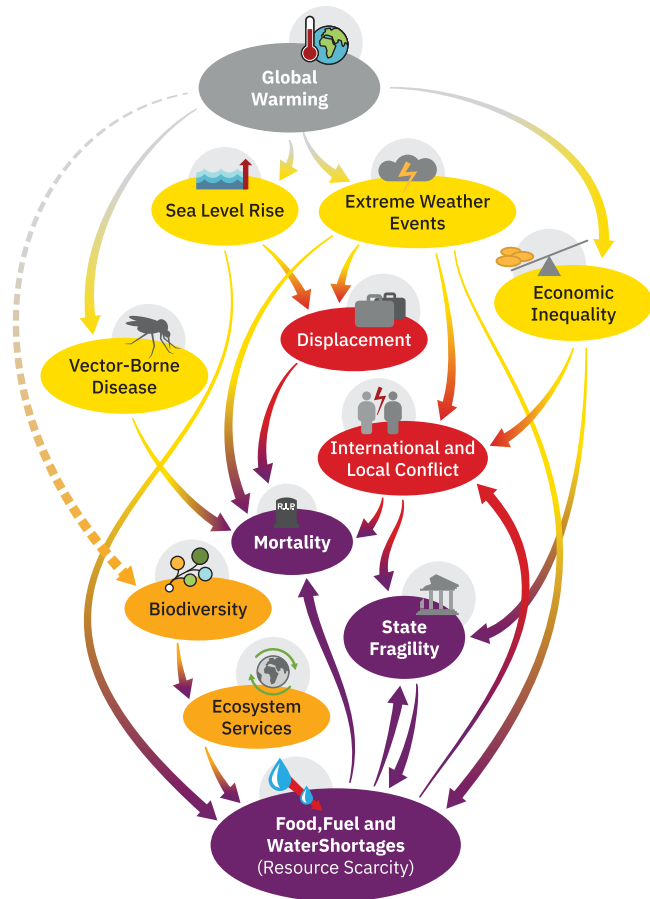 Global
Warming
Sea Level Rise
Extreme Weather
Events
Economic
Inequality
Displacement
Vector-Borne
Disease
International and
Local Conflict
R.I.P
Mortality
Biodiversity
State
Fragility
Ecosystem
Services
Food,Fuel and
WaterShortages
(Resource Scarcity)